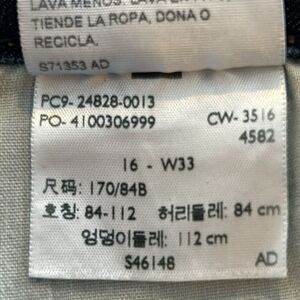 LAVA MENOS. LAVA EN
TIENDE LA ROPA, DONA O
RECICLA.
S71353 AD
PC9- 24828-0013
PO- 4100306999 CW- 3516
4582
16 - W33
尺码: 170/84B
호칭: 84-112 허리둘레: 84 cm
엉덩이둘레: 112 cm
S46148 AD